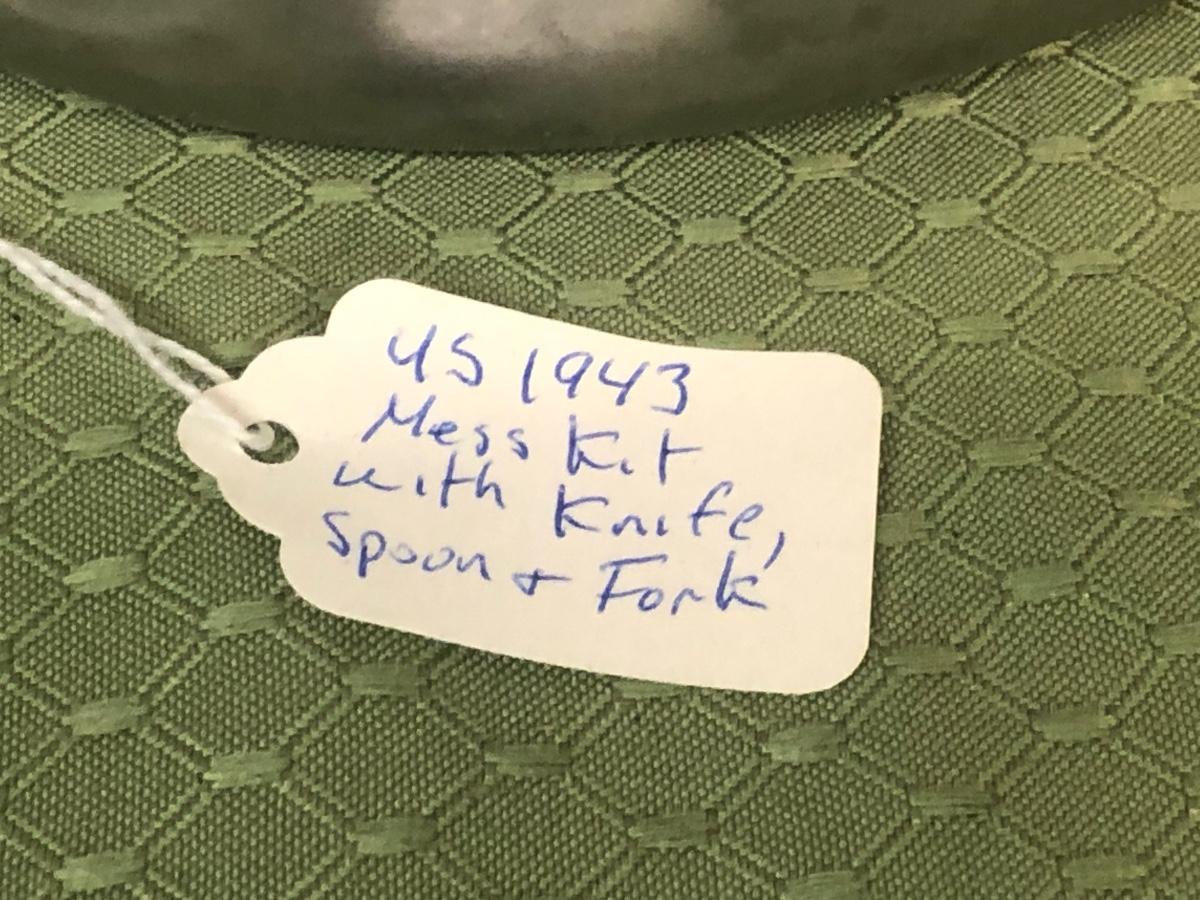 US 1943
Mess Kit
with Knife,
Spoon + Fork